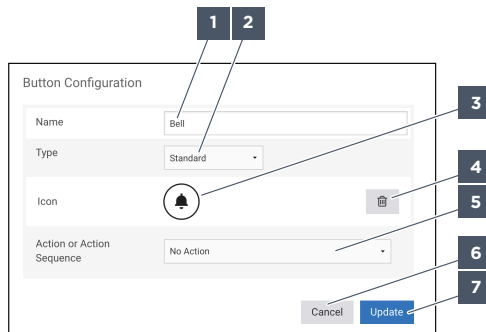 1 2
Button Configuration
3
Name Bell
Type Standard
4
Icon
5
Action or Action
Sequence No Action
6
7
Cancel Update